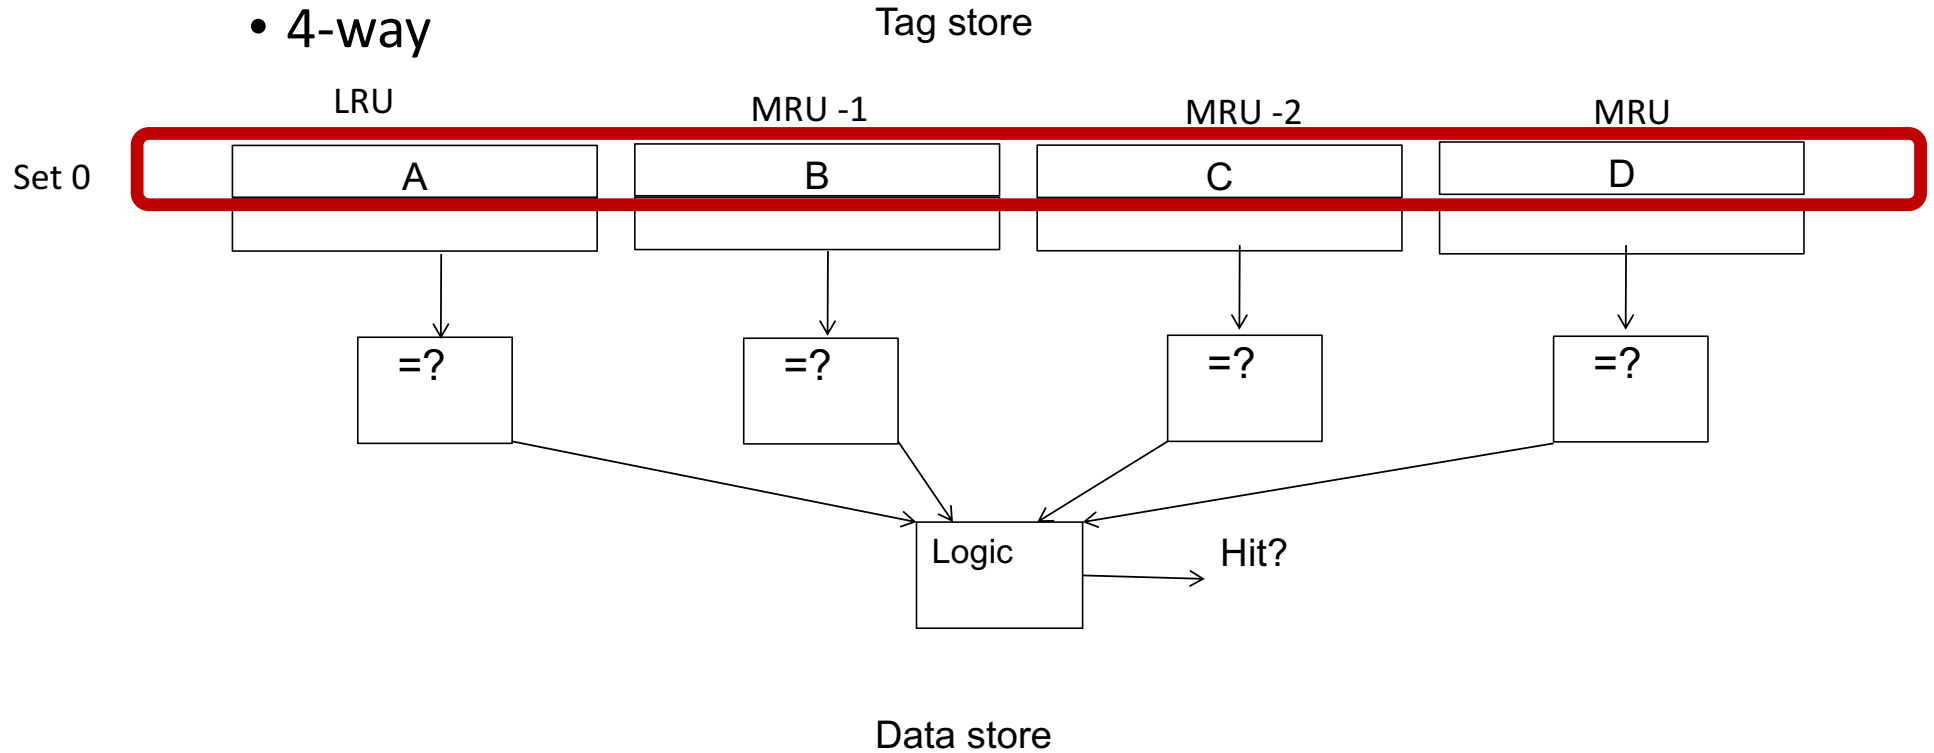 • 4-way
Tag store
LRU
MRU -1
MRU -2
MRU
Set 0
A
B
C
D
=?
=?
=?
=?
Logic
Hit?
Data store